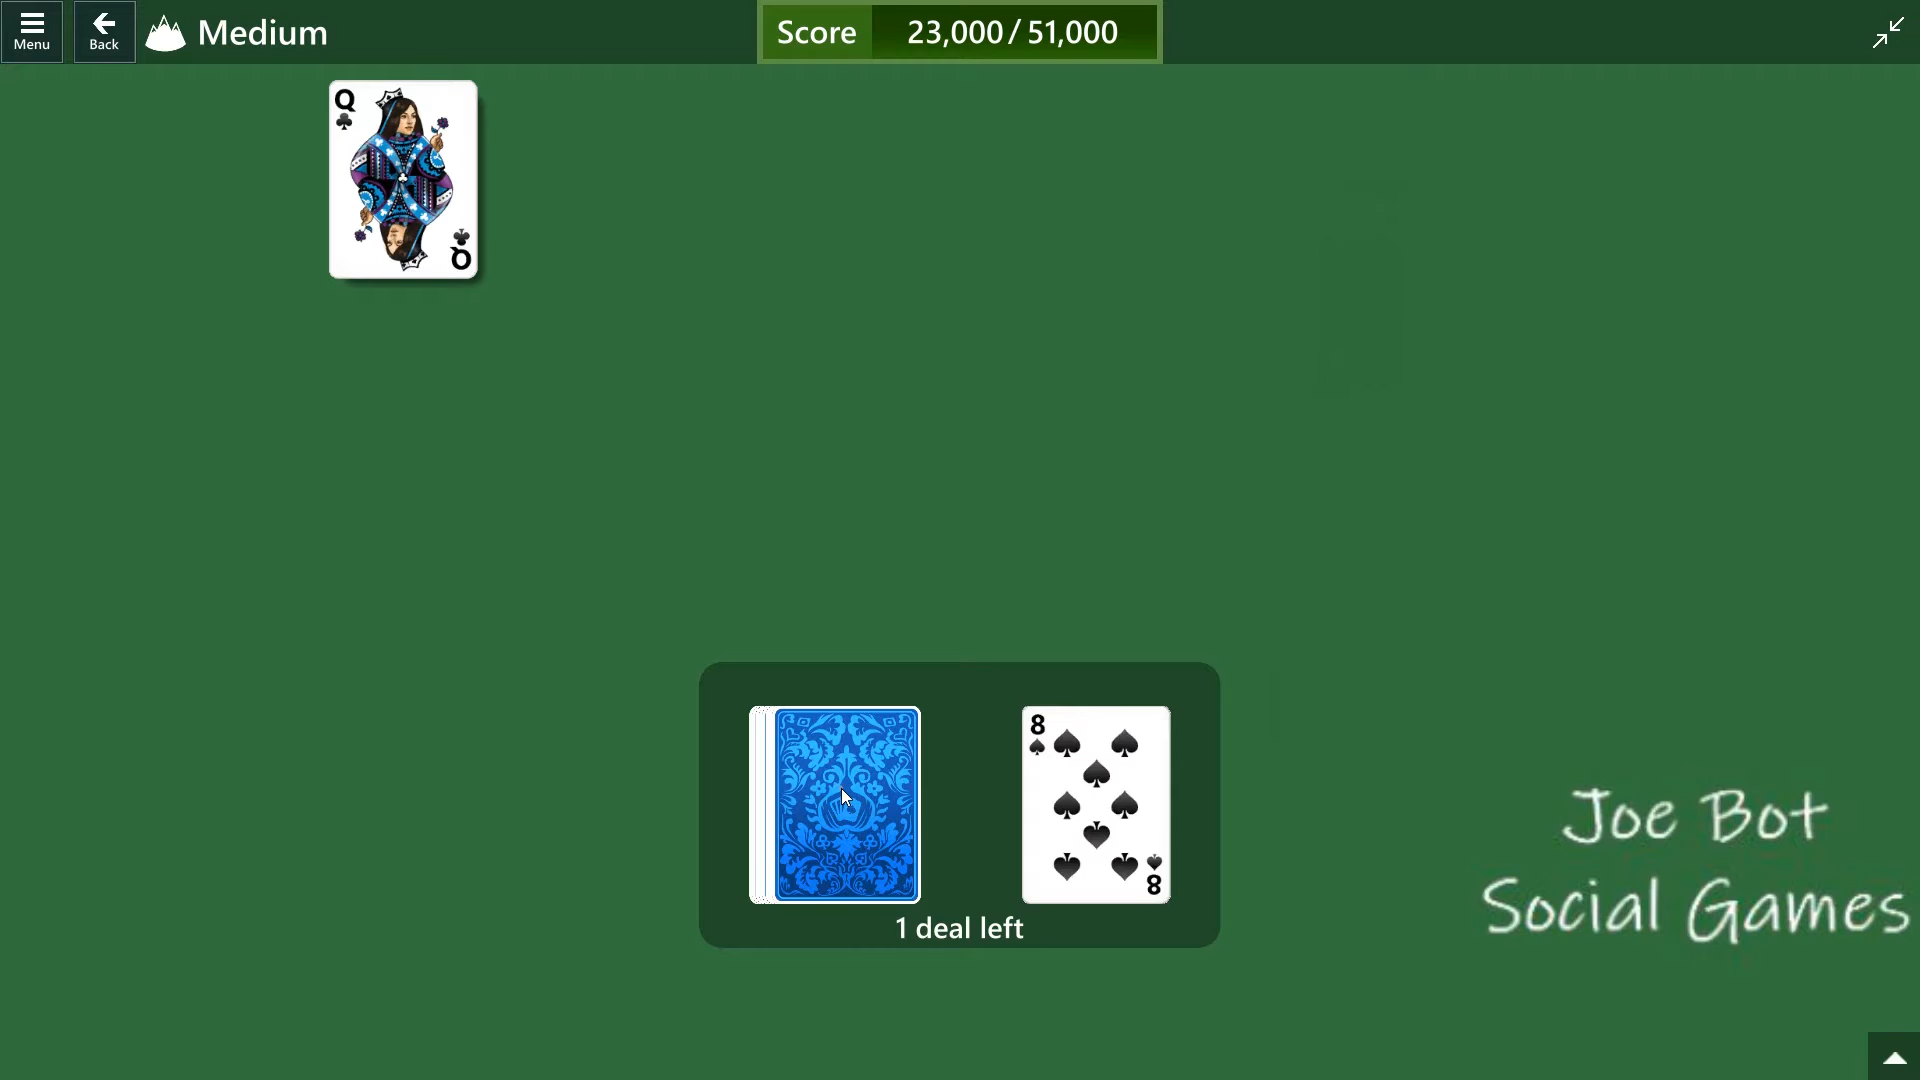 Menu
Back
Medium
Score 23,000/51,000
Q
Q
8
8
1 deal left
Joe Bot
Social Games